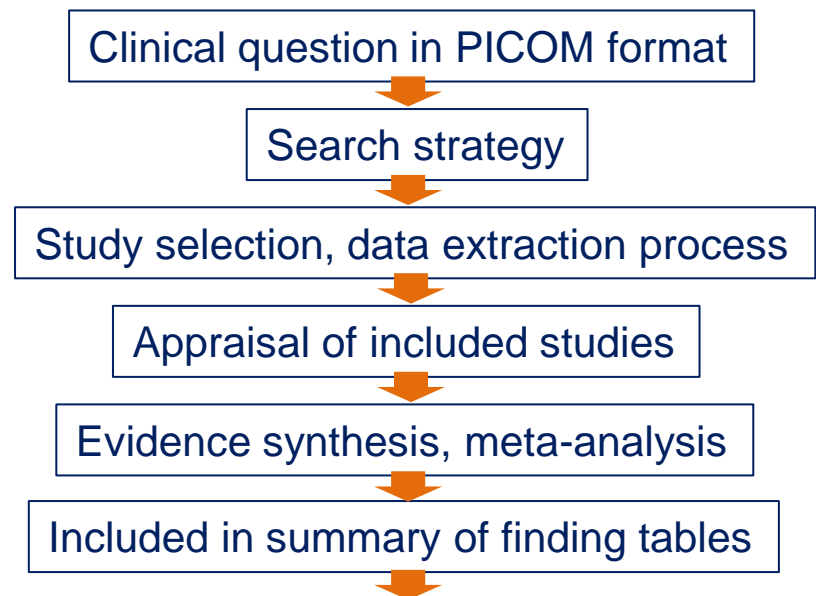 Clinical question in PICOM format
Search strategy
Study selection, data extraction process
Appraisal of included studies
Evidence synthesis, meta-analysis
Included in summary of finding tables